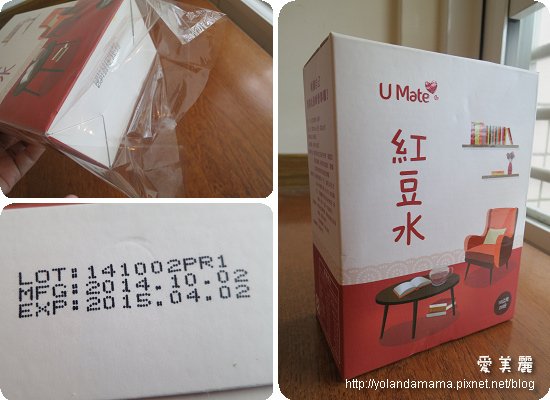 水
LOT:141002PR1
MFG:2014.10.02
EXP:2015.04.02
U Mate
紅豆水
愛美麗
http://yolandamama.pixnet.net/blog